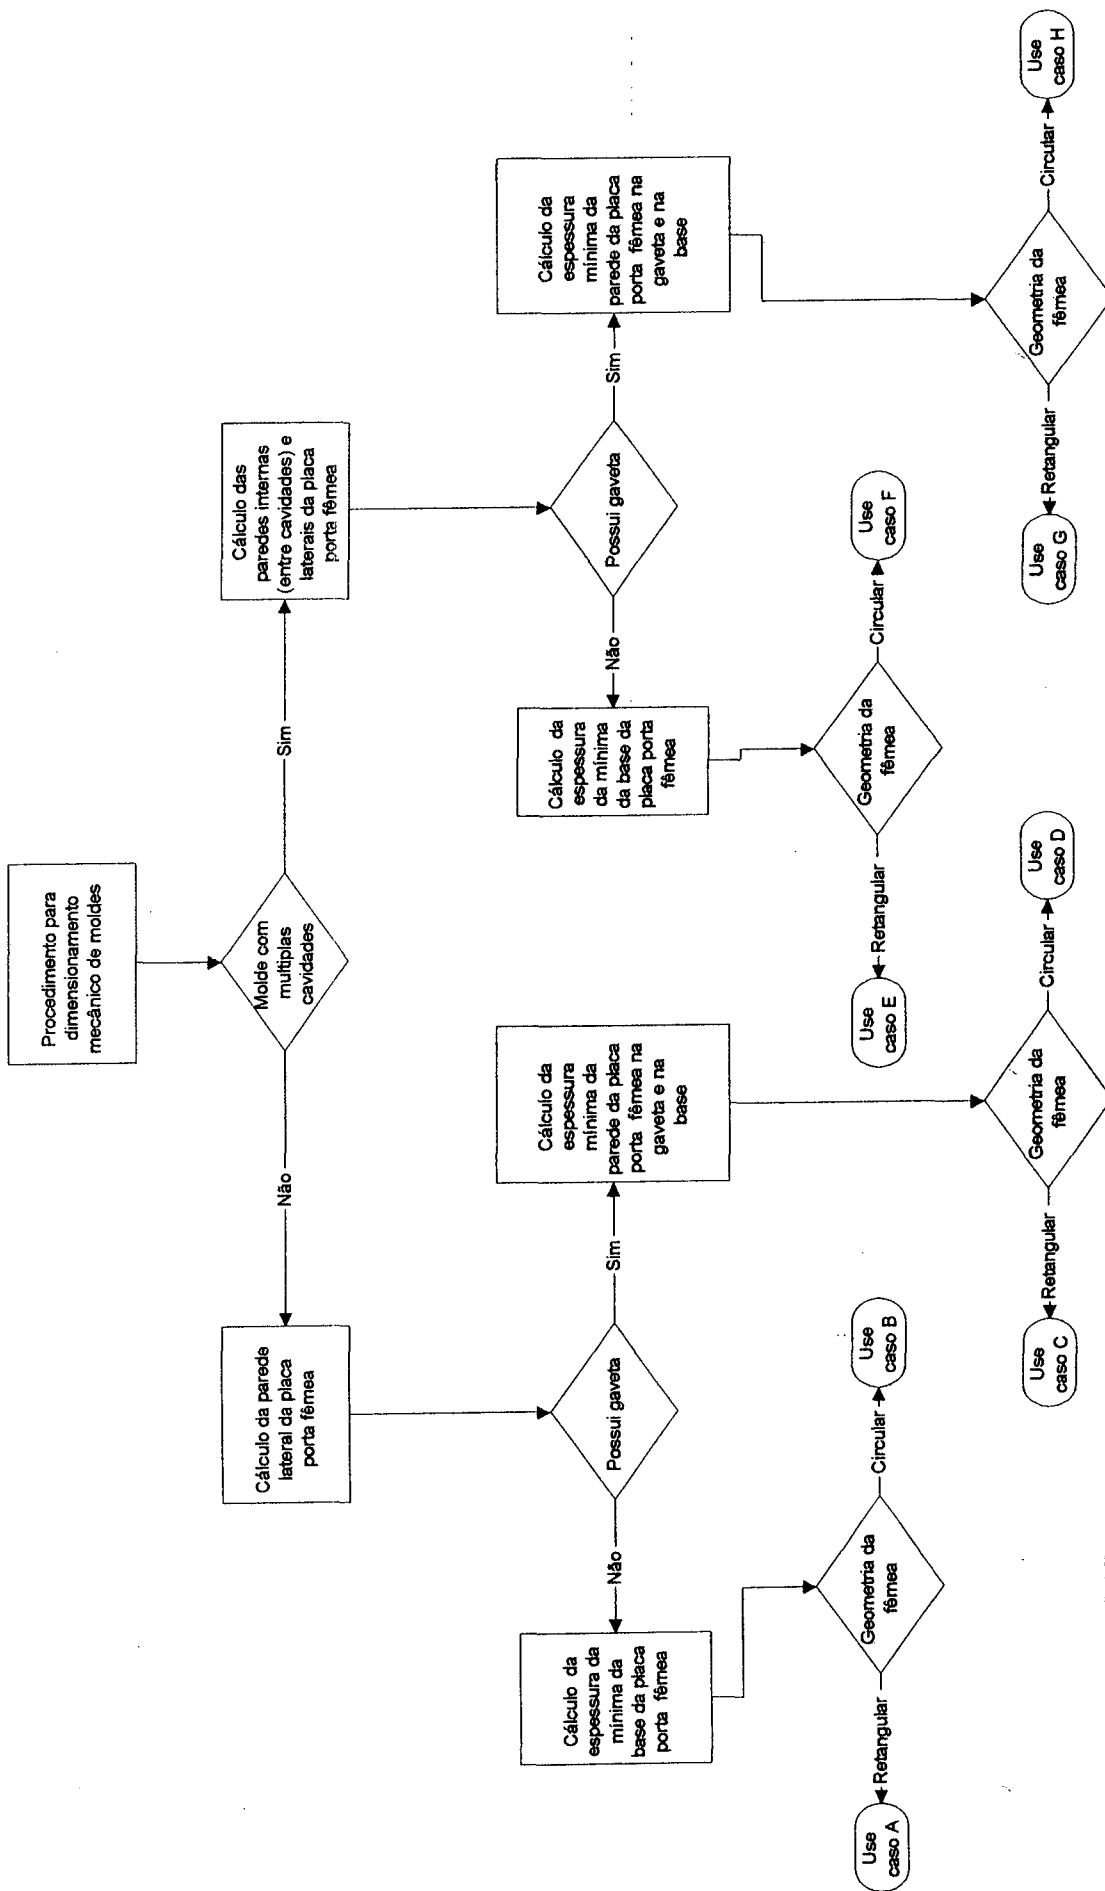 Procedimento para
dimensionamento
mecânico de moldes
Molde com
multiplas
cavidades
Não
Sim
Cálculo da parede
lateral da placa
porta fêmea
Cálculo das
paredes internas
(entre cavidades) e
laterais da placa
porta fêmea
Possui gaveta
Não
Sim
Possui gaveta
Não
Sim
Cálculo da
espessura da
mínima da
base da placa
porta fêmea
Cálculo da
espessura
mínima da
parede da placa
porta fêmea na
gaveta e na
base
Cálculo da
espessura
da mínima
da base da
placa porta
fêmea
Cálculo da
espessura
mínima da
parede da placa
porta fêmea na
gaveta e na
base
Use
caso A
Retangular
Geometria da
fêmea
Circular
Use
caso B
Use
caso E
Retangular
Geometria da
fêmea
Circular
Use
caso F
Use
caso C
Retangular
Geometria da
fêmea
Circular
Use
caso D
Use
caso G
Retangular
Geometria da
fêmea
Circular
Use
caso H